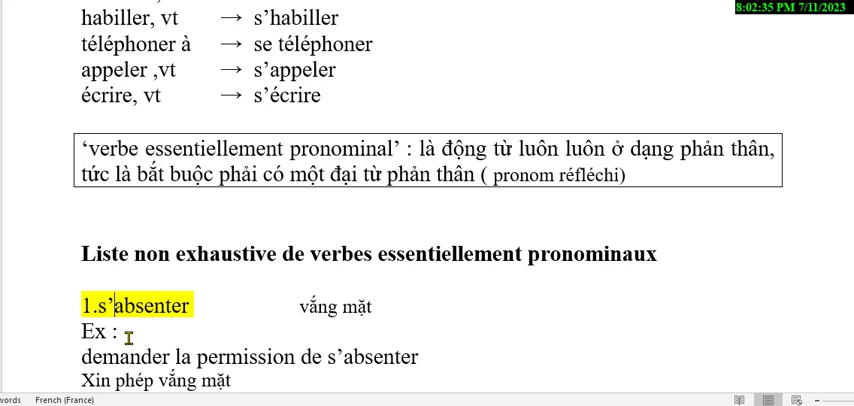 8:02:35 PM 7/11/2023
habiller, vt → s’habiller
téléphoner à → se téléphoner
appeler ,vt → s’appeler
écrire, vt → s’écrire
‘verbe essentiellement pronominal’ : là động từ luôn luôn ở dạng phản thân,
tức là bắt buộc phải có một đại từ phản thân ( pronom réfléchi)
Liste non exhaustive de verbes essentiellement pronominaux
1.s’absenter vắng mặt
Ex :
demander la permission de s’absenter
Xin phép vắng mặt
words French (France)